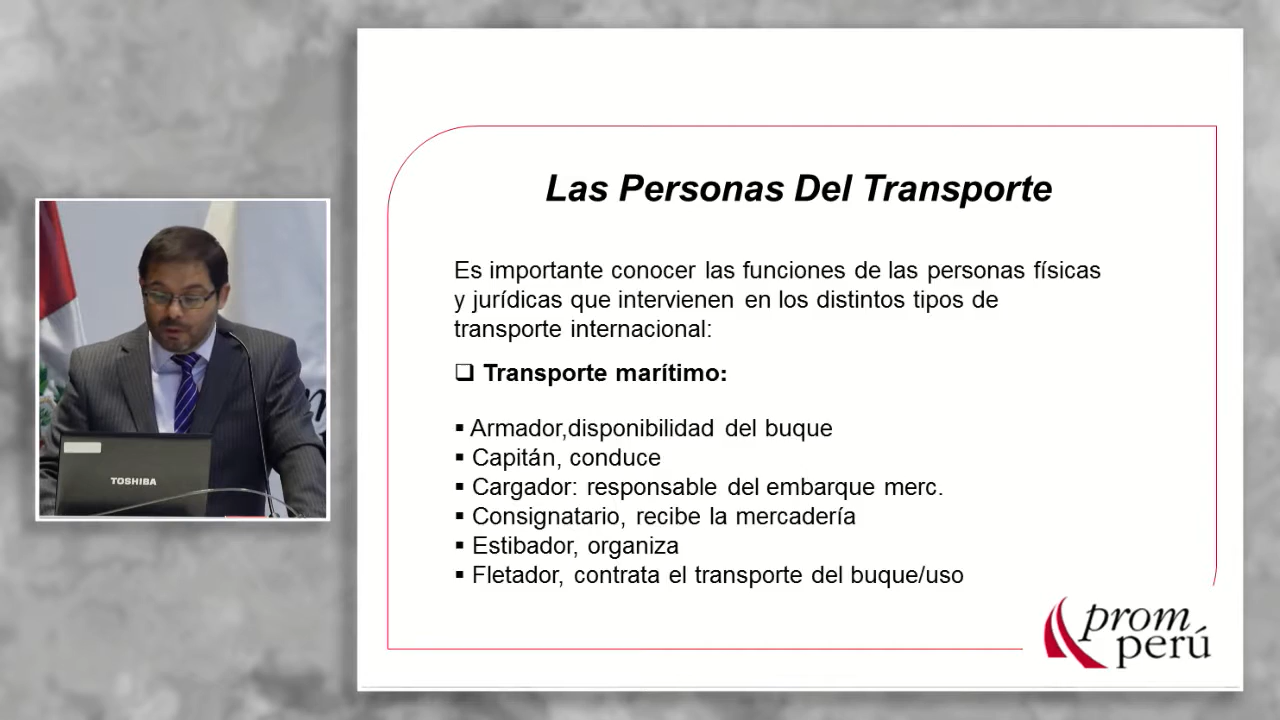 Las Personas Del Transporte
Es importante conocer las funciones de las personas físicas
y jurídicas que intervienen en los distintos tipos de
transporte internacional:
Transporte marítimo:
Armador,disponibilidad del buque
Capitán, conduce
Cargador: responsable del embarque merc.
Consignatario, recibe la mercadería
Estibador, organiza
Fletador, contrata el transporte del buque/uso
prom
perú
TOSHIBA